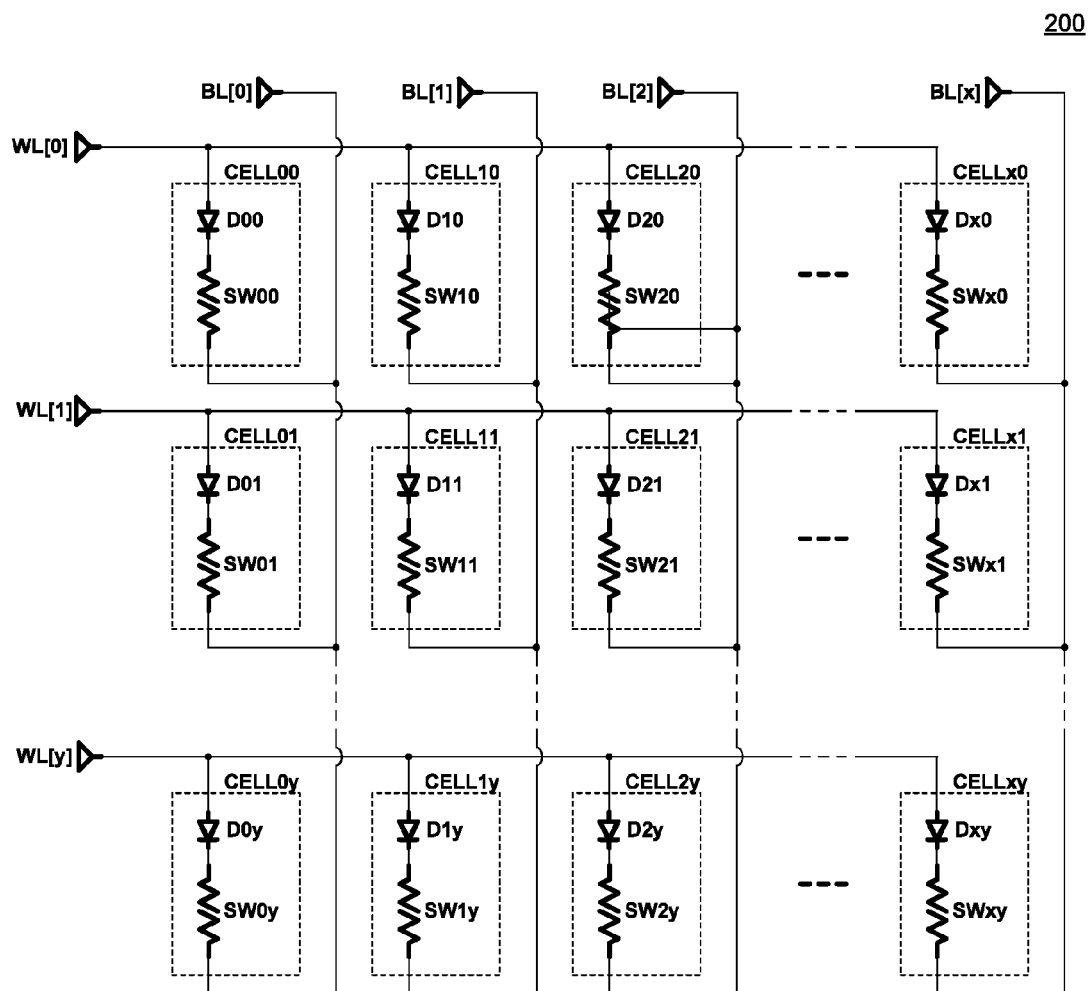 200
BL[0] BL[1] BL[2] BL[x]
WL[0]
CELL00 CELL10 CELL20 CELLx0
D00 D10 D20 Dx0
SW00 SW10 SW20 SWx0
WL[1]
CELL01 CELL11 CELL21 CELLx1
D01 D11 D21 Dx1
SW01 SW11 SW21 SWx1
WL[y]
CELL0y CELL1y CELL2y CELLxy
D0y D1y D2y Dxy
SW0y SW1y SW2y SWxy